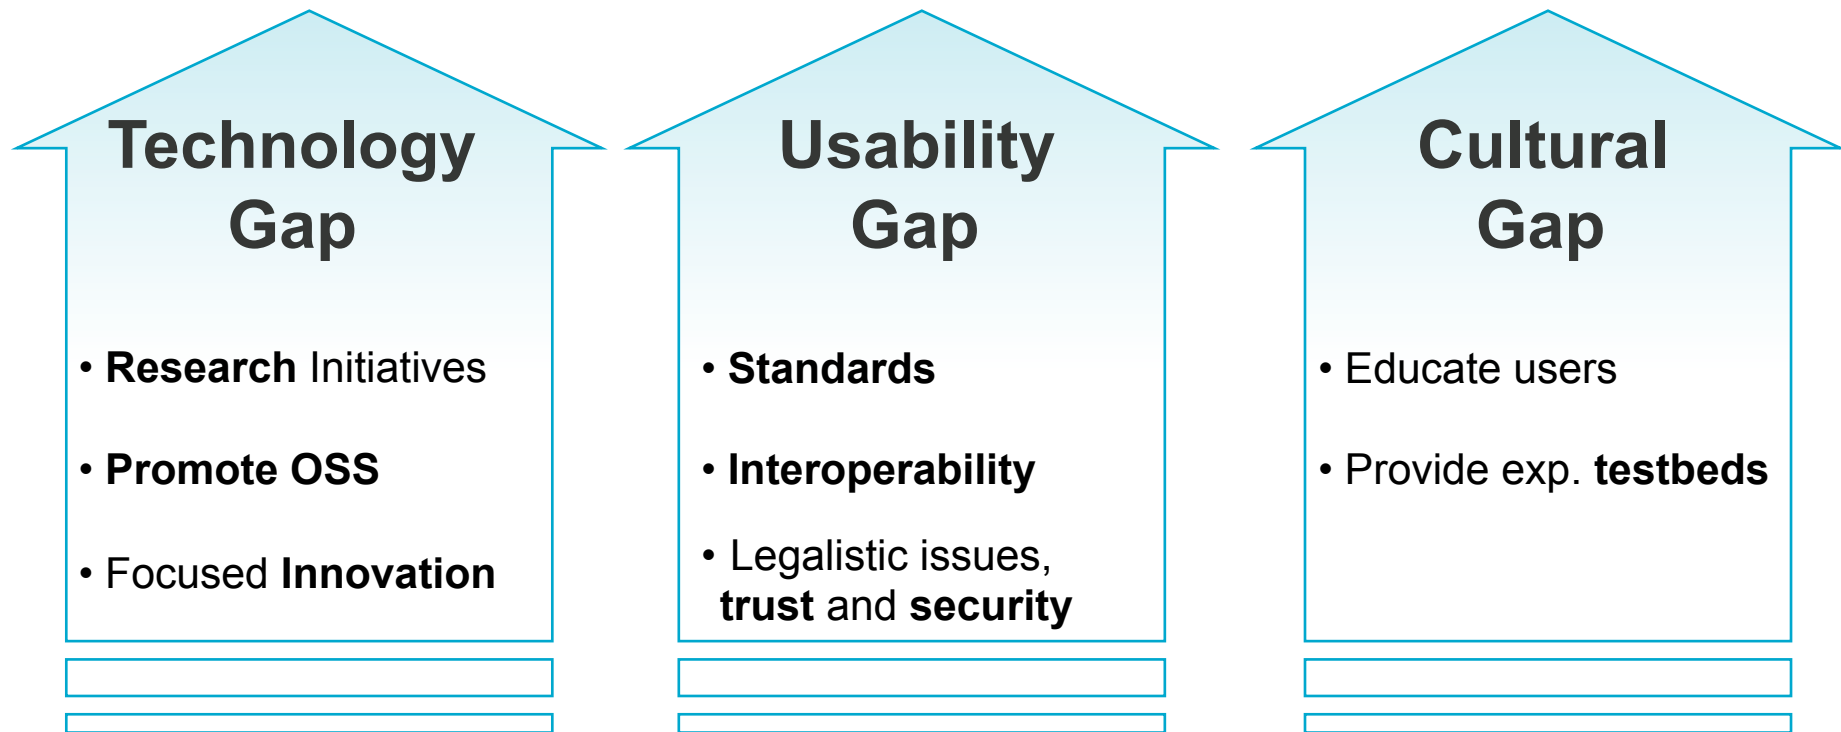 Technology
Gap
• Research Initiatives
• Promote OSS
• Focused Innovation
Usability
Gap
• Standards
• Interoperability
• Legalistic issues,
trust and security
Cultural
Gap
• Educate users
• Provide exp. testbeds